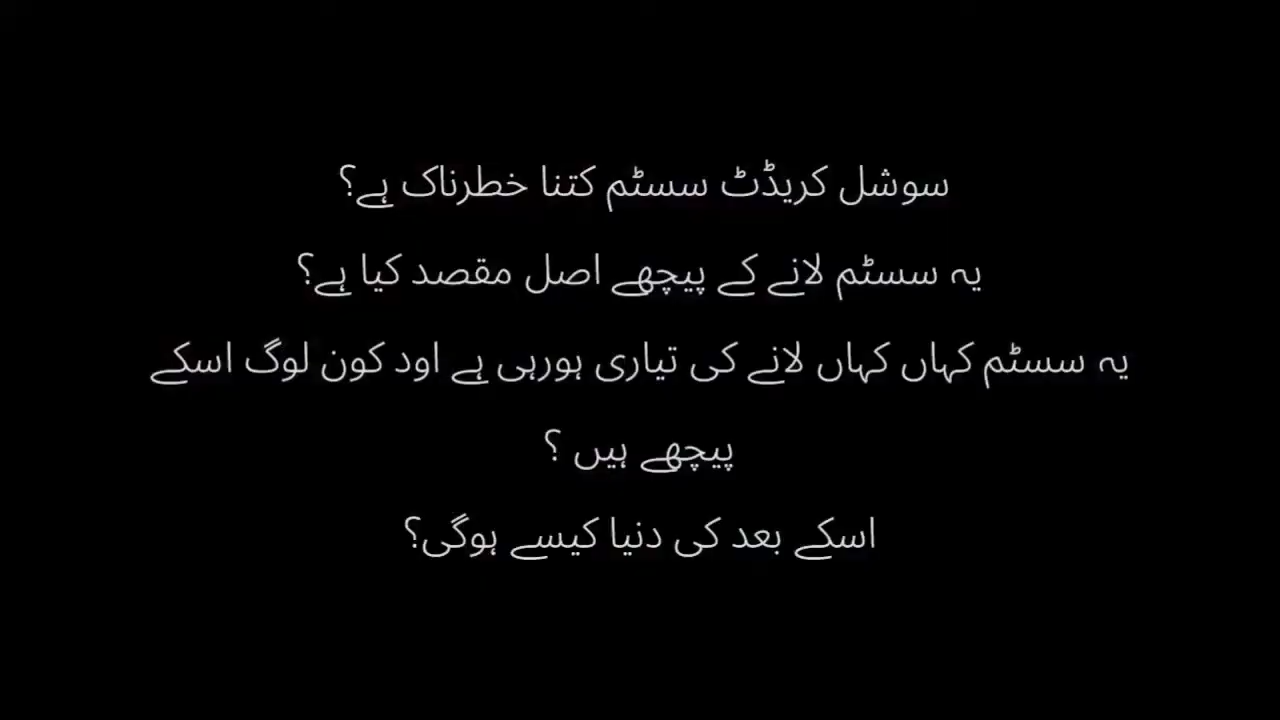 سوشل کریڈٹ سسٹم کتنا خطرناک ہے؟
یہ سسٹم لانے کے پیچھے اصل مقصد کیا ہے؟
یہ سسٹم کہاں کہاں لانے کی تیاری ہورہی ہے اود کون لوگ اسکے
پیچھے ہیں ؟
اسکے بعد کی دنیا کیسے ہوگی؟